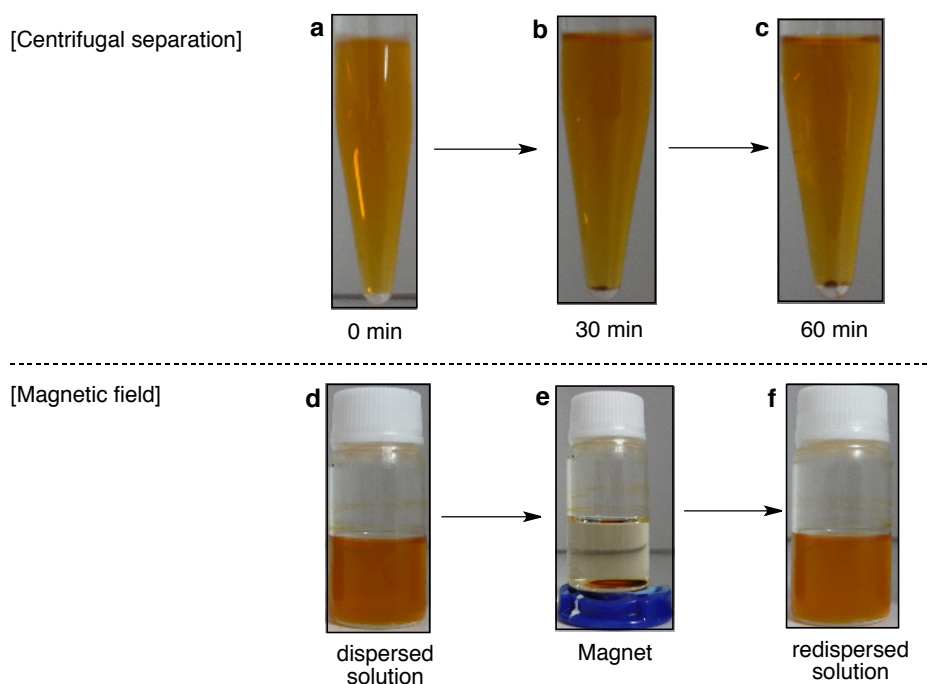 [Centrifugal separation]
a
b
c
0 min
30 min
60 min
[Magnetic field]
d
e
f
dispersed
solution
Magnet
redispersed
solution